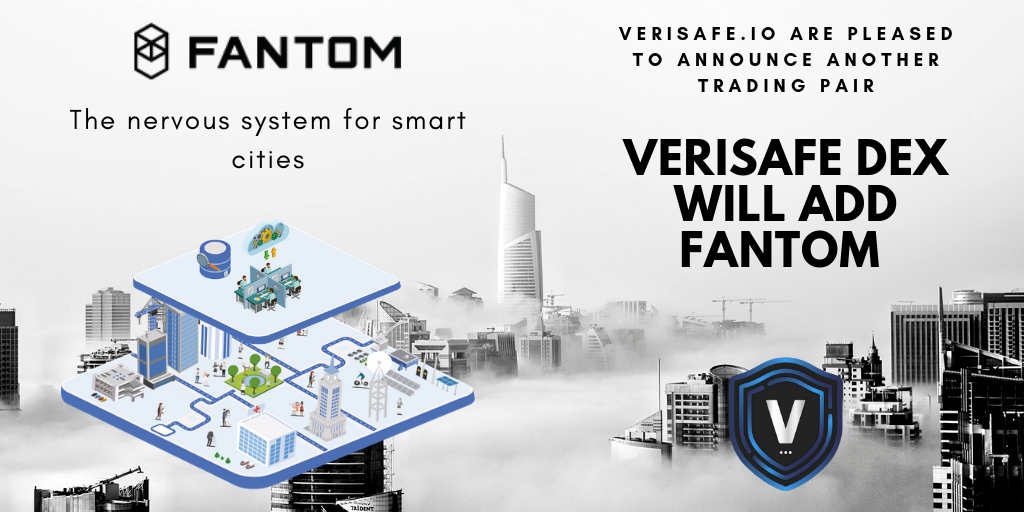 FANTOM
The nervous system for smart
cities
VERISAFE.IO ARE PLEASED
TO ANNOUNCE ANOTHER
TRADING PAIR
VERISAFE DEX
WILL ADD
FANTOM
V
TRIDENT